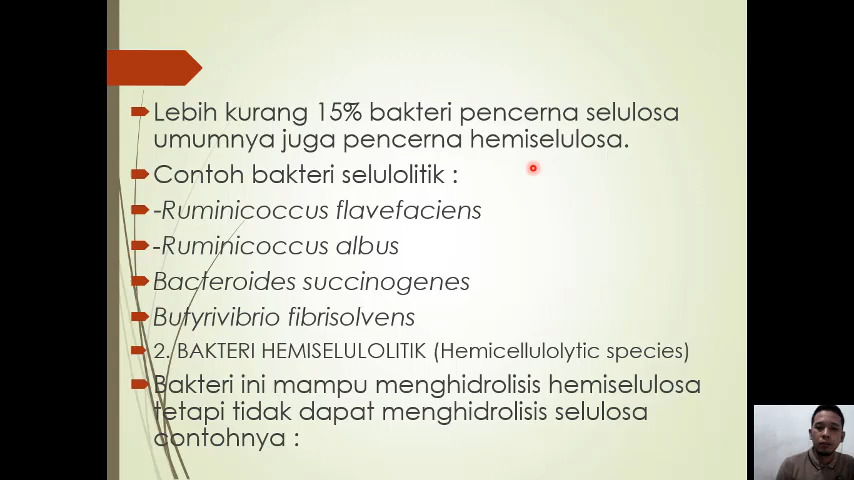 Lebih kurang 15% bakteri pencerna selulosa
umumnya juga pencerna hemiselulosa.
Contoh bakteri selulolitik :
-Ruminicoccus flavefaciens
-Ruminicoccus albus
Bacteroides succinogenes
Butyrivibrio fibrisolvens
2. BAKTERI HEMISELULOLITIK (Hemicellulolytic species)
Bakteri ini mampu menghidrolisis hemiselulosa
tetapi tidak dapat menghidrolisis selulosa
contohnya :